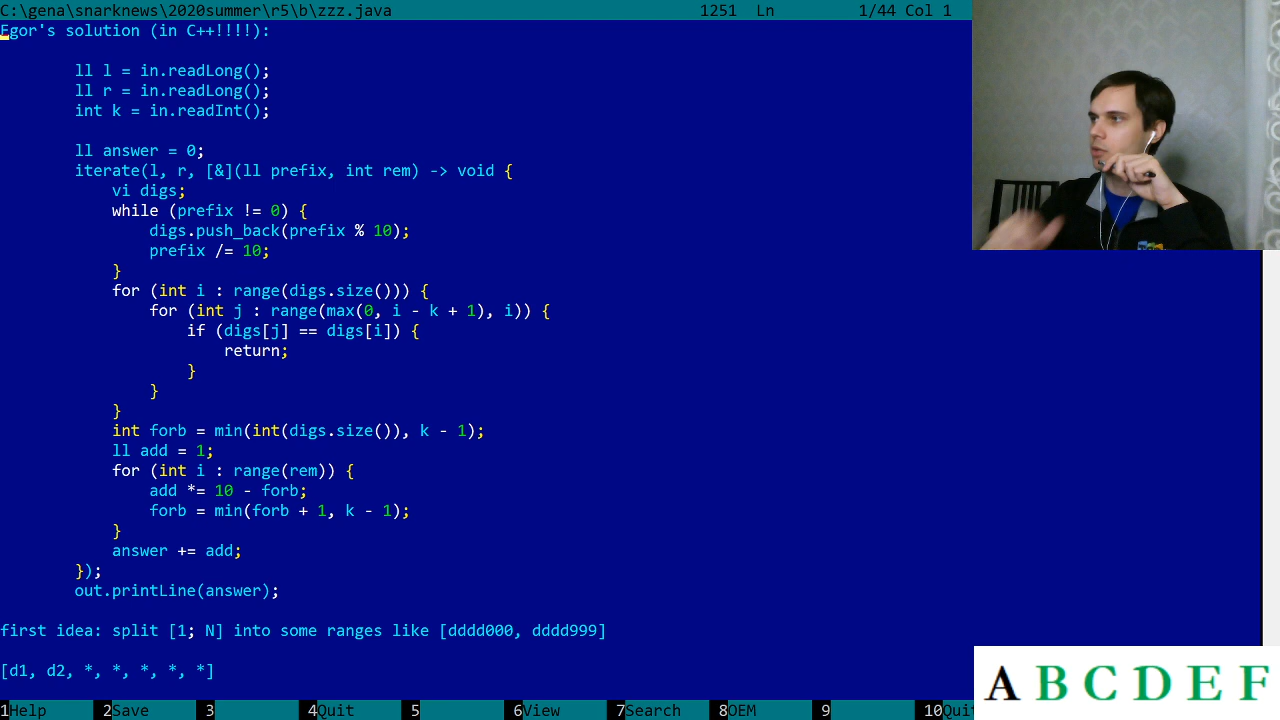 C:\gena\snarknews\2020summer\r5\b\zzz.java 1251 Ln 1/44 Col 1
Egor's solution (in C++!!!!):
ll l = in.readLong();
ll r = in.readLong();
int k = in.readInt();
ll answer = 0;
iterate(l, r, [&](ll prefix, int rem) -> void {
vi digs;
while (prefix != 0) {
digs.push_back(prefix % 10);
prefix /= 10;
}
for (int i : range(digs.size())) {
for (int j : range(max(0, i - k + 1), i)) {
if (digs[j] == digs[i]) {
return;
}
}
}
int forb = min(int(digs.size()), k - 1);
ll add = 1;
for (int i : range(rem)) {
add *= 10 - forb;
forb = min(forb + 1, k - 1);
}
answer += add;
});
out.printLine(answer);
first idea: split [1; N] into some ranges like [dddd000, dddd999]
[d1, d2, *, *, *, *, *]
1Help 2Save 3 4Quit 5 6View 7Search 8OEM 9 10Quit
ABCDEF